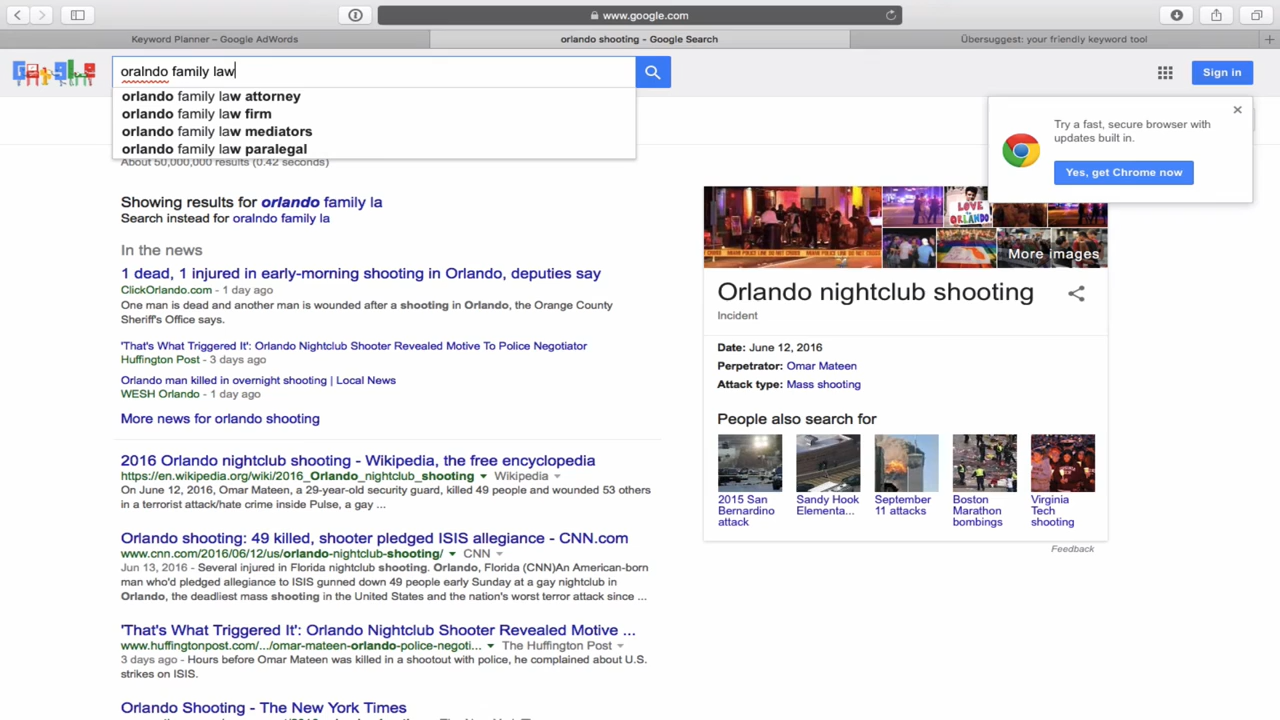 www.google.com
Keyword Planner – Google AdWords
orlando shooting - Google Search
Übersuggest: your friendly keyword tool
Google
oralndo family law
Sign in
orlando family law attorney
orlando family law firm
orlando family law mediators
orlando family law paralegal
Try a fast, secure browser with
updates built in.
Yes, get Chrome now
About 50,000,000 results (0.42 seconds)
Showing results for orlando family la
Search instead for oralndo family la
In the news
1 dead, 1 injured in early-morning shooting in Orlando, deputies say
ClickOrlando.com - 1 day ago
One man is dead and another man is wounded after a shooting in Orlando, the Orange County
Sheriff's Office says.
'That's What Triggered It': Orlando Nightclub Shooter Revealed Motive To Police Negotiator
Huffington Post - 3 days ago
Orlando man killed in overnight shooting | Local News
WESH Orlando - 1 day ago
More news for orlando shooting
2016 Orlando nightclub shooting - Wikipedia, the free encyclopedia
https://en.wikipedia.org/wiki/2016_Orlando_nightclub_shooting Wikipedia
On June 12, 2016, Omar Mateen, a 29-year-old security guard, killed 49 people and wounded 53 others
in a terrorist attack/hate crime inside Pulse, a gay ...
Orlando shooting: 49 killed, shooter pledged ISIS allegiance - CNN.com
www.cnn.com/2016/06/12/us/orlando-nightclub-shooting/ CNN
Jun 13, 2016 - Several injured in Florida nightclub shooting. Orlando, Florida (CNN)An American-born
man who'd pledged allegiance to ISIS gunned down 49 people early Sunday at a gay nightclub in
Orlando, the deadliest mass shooting in the United States and the nation's worst terror attack since ...
'That's What Triggered It': Orlando Nightclub Shooter Revealed Motive ...
www.huffingtonpost.com/.../omar-mateen-orlando-police-negoti... The Huffington Post
3 days ago - Hours before Omar Mateen was killed in a shootout with police, he complained about U.S.
strikes on ISIS.
Orlando Shooting - The New York Times
LOVE
ORLANDO
More images
Orlando nightclub shooting
Incident
Date: June 12, 2016
Perpetrator: Omar Mateen
Attack type: Mass shooting
People also search for
2015 San
Bernardino
attack
Sandy Hook
Elementa...
September
11 attacks
Boston
Marathon
bombings
Virginia
Tech
shooting
Feedback